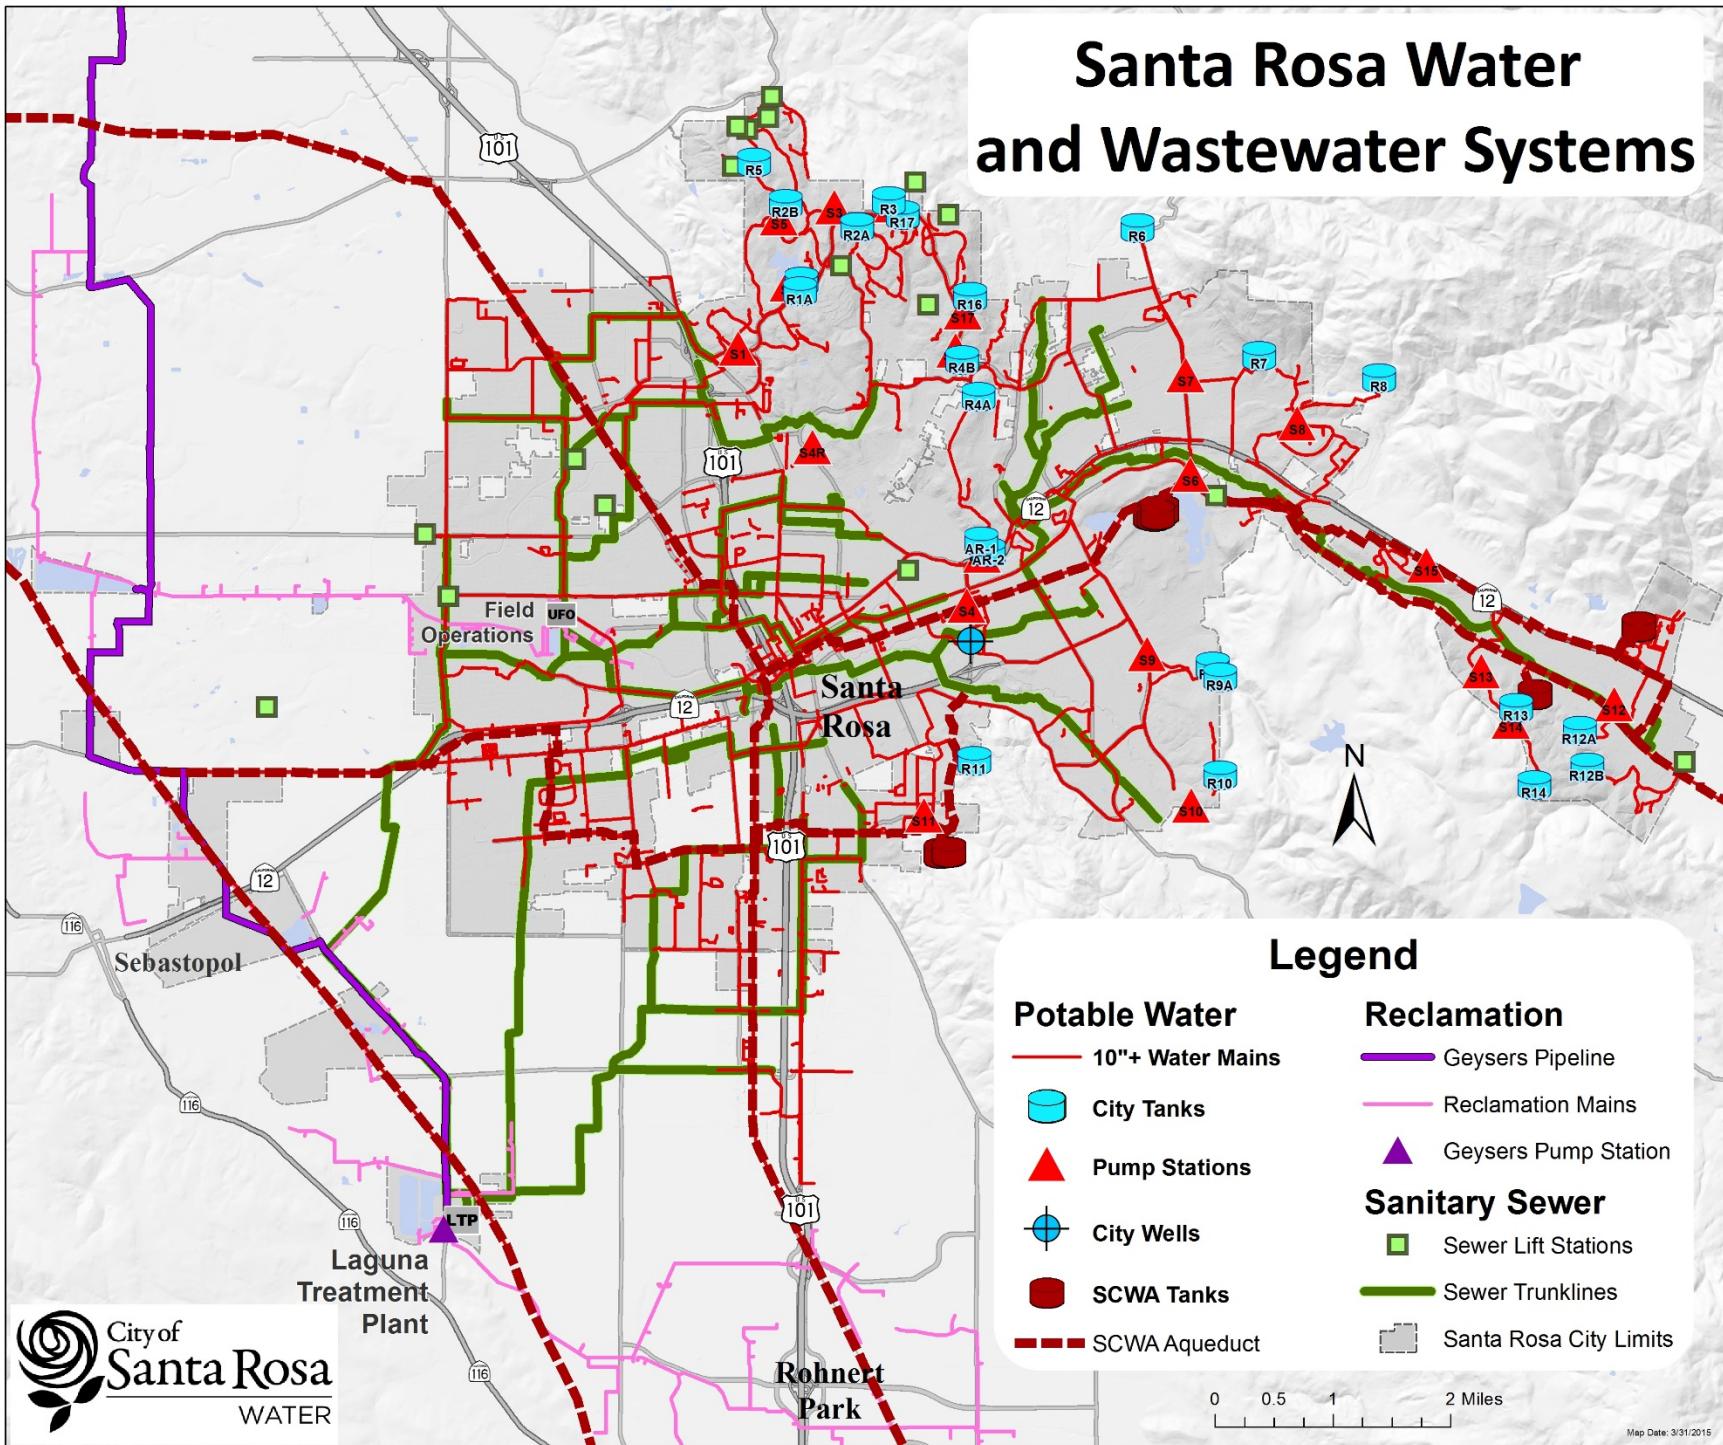 Santa Rosa Water
and Wastewater Systems
U S
101
R5
R2B
S5
S3
R2A
R3
R17
R6
R1A
R16
S17
S1
R4B
R4A
S7
R7
R8
S8
101
S4R
S6
CALIFORNIA
12
AR-1
AR-2
S15
12
Field
Operations
UFO
S4
S9
R9A
S13
R13
S14
S12
R12A
R12B
R14
12
Santa
Rosa
R11
R10
S10
S11
U S
101
12
116
Sebastopol
N
116
116
LTP
Laguna
Treatment
Plant
U S
101
116
Rohnert
Park
Legend
Potable Water
10"+ Water Mains
City Tanks
Pump Stations
City Wells
SCWA Tanks
SCWA Aqueduct
Reclamation
Geysers Pipeline
Reclamation Mains
Geysers Pump Station
Sanitary Sewer
Sewer Lift Stations
Sewer Trunklines
Santa Rosa City Limits
0 0.5 1 2 Miles
City of
Santa Rosa
WATER
Map Date: 3/31/2015